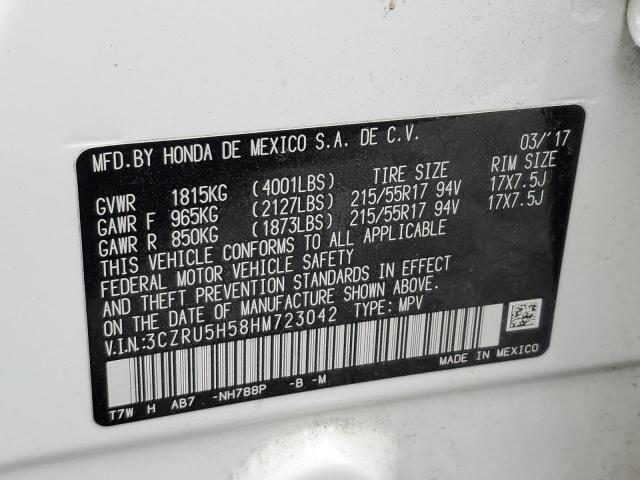 MFD.BY HONDA DE MEXICO S.A. DE C.V. 03/'17
TIRE SIZE RIM SIZE
GVWR 1815KG (4001LBS)
GAWR F 965KG (2127LBS) 215/55R17 94V 17X7.5J
GAWR R 850KG (1873LBS) 215/55R17 94V 17X7.5J
THIS VEHICLE CONFORMS TO ALL APPLICABLE
FEDERAL MOTOR VEHICLE SAFETY
AND THEFT PREVENTION STANDARDS IN EFFECT
ON THE DATE OF MANUFACTURE SHOWN ABOVE.
V.I.N.:3CZRU5H58HM723042 TYPE: MPV
MADE IN MEXICO
T7W H AB7 -NH788P -B -M